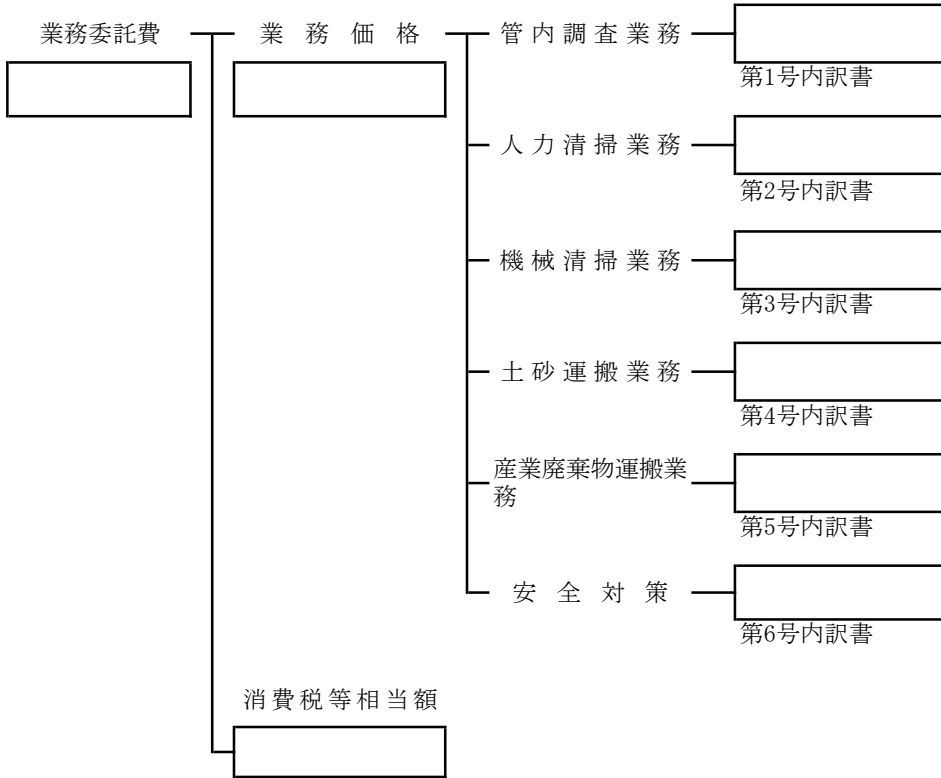 業務委託費
業務価格
管内調査業務
第1号内訳書
人力清掃業務
第2号内訳書
機械清掃業務
第3号内訳書
土砂運搬業務
第4号内訳書
産業廃棄物運搬業
務
第5号内訳書
安全対策
第6号内訳書
消費税等相当額